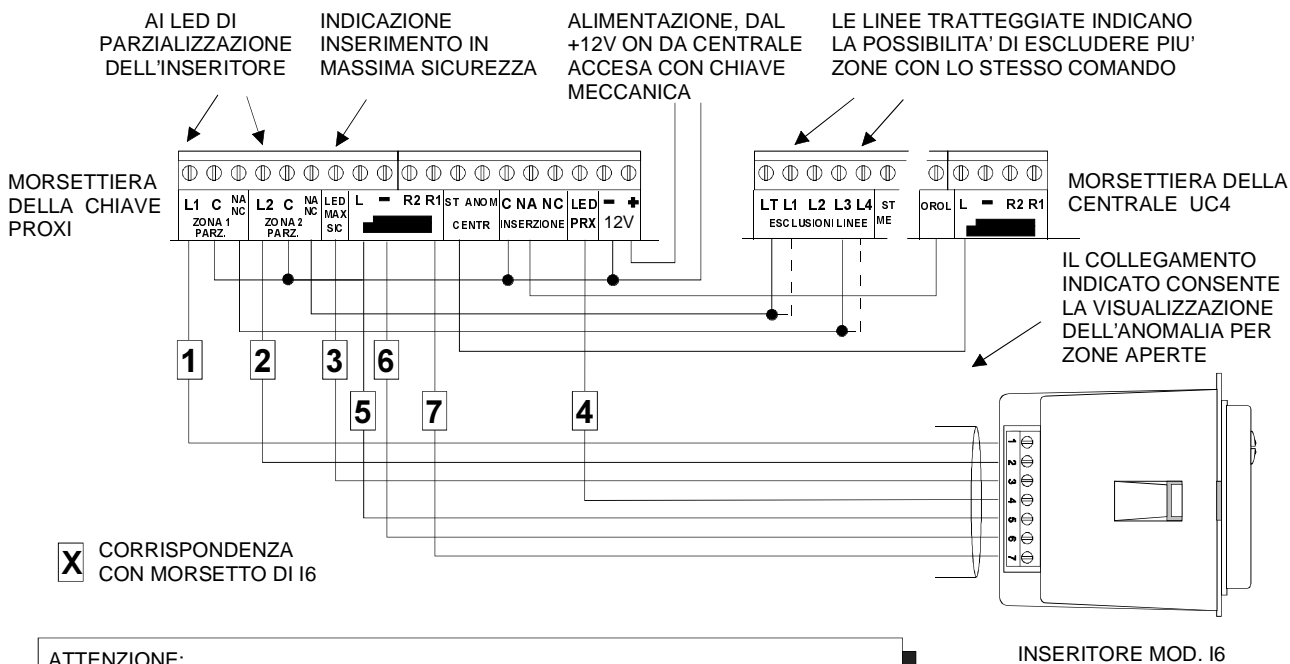 AI LED DI
PARZIALIZZAZIONE
DELL'INSERITORE
INDICAZIONE
INSERIMENTO IN
MASSIMA SICUREZZA
ALIMENTAZIONE, DAL
+12V ON DA CENTRALE
ACCESA CON CHIAVE
MECCANICA
LE LINEE TRATTEGGIATE INDICANO
LA POSSIBILITA' DI ESCLUDERE PIU'
ZONE CON LO STESSO COMANDO
MORSETTIERA
DELLA CHIAVE
PROXI
L1 C NA NC
ZONA 1
PARZ.
L2 C NA NC
ZONA 2
PARZ.
LED
MAX
SIC
L - R2 R1
ST ANOM
CENTR
C NA NC
INSERZIONE
LED
PRX
- +
12V
LT L1 L2 L3 L4
ESCLUSIONI LINEE
ST
ME
OROL
L - R2 R1
MORSETTIERA DELLA
CENTRALE UC4
IL COLLEGAMENTO
INDICATO CONSENTE
LA VISUALIZZAZIONE
DELL'ANOMALIA PER
ZONE APERTE
1
2
3
6
5
7
4
1
2
3
4
5
6
7
X CORRISPONDENZA
CON MORSETTO DI I6
INSERITORE MOD. I6
ATTENZIONE: